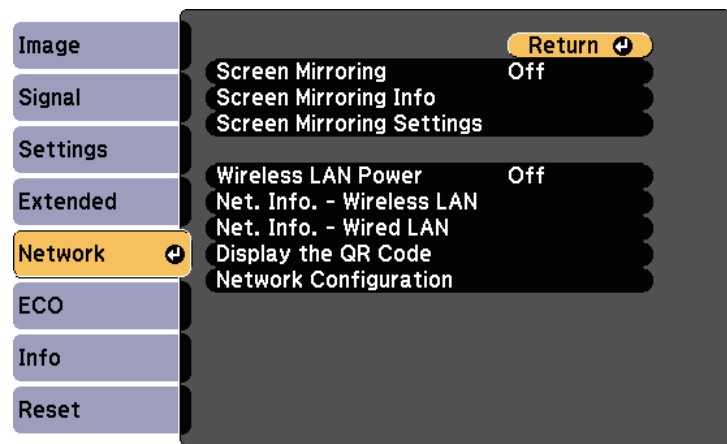 Image
Signal
Settings
Extended
Network
ECO
Info
Reset
Return
Screen Mirroring Off
Screen Mirroring Info
Screen Mirroring Settings
Wireless LAN Power Off
Net. Info. - Wireless LAN
Net. Info. - Wired LAN
Display the QR Code
Network Configuration